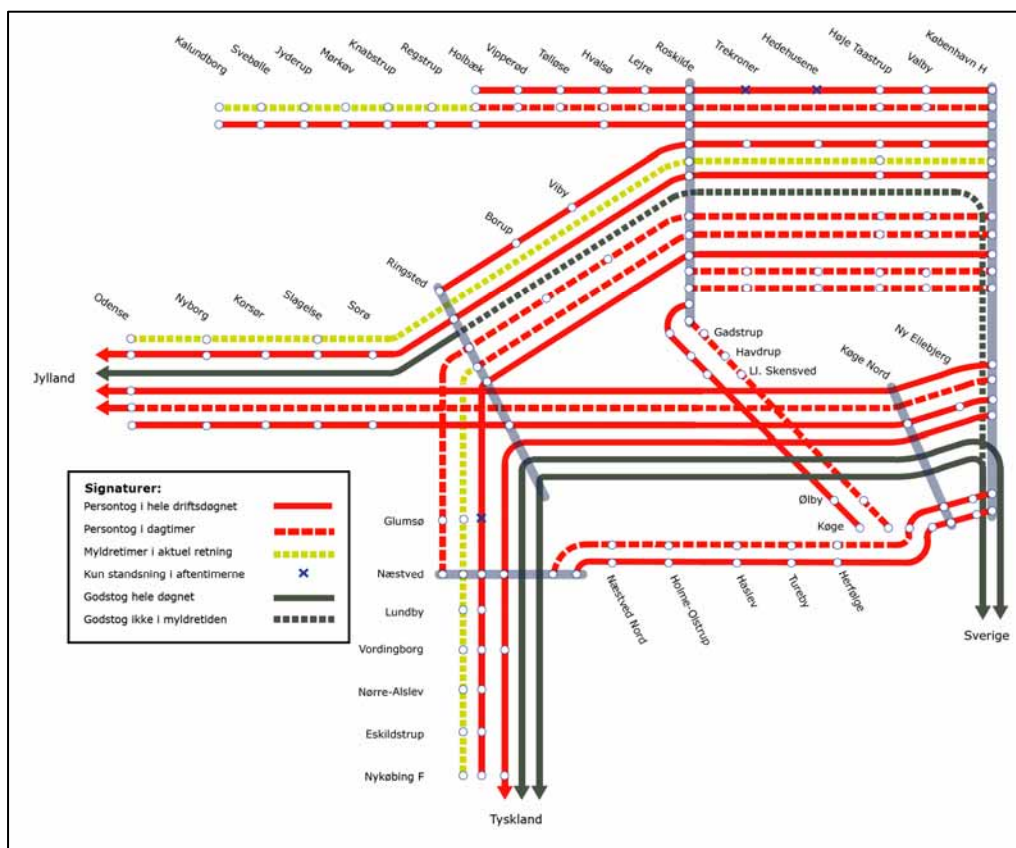 Kalundborg
Svebølle
Jyderup
Mørkøv
Knabstrup
Regstrup
Holbæk
Vipperød
Tølløse
Hvalsø
Lejre
Roskilde
Trekroner
Hedehusene
Høje Taastrup
Valby
København H
Viby
Borup
Ringsted
Odense
Nyborg
Korsør
Slagelse
Sorø
Jylland
Gadstrup
Havdrup
Ll. Skensved
Køge Nord
Ny Ellebjerg
Signaturer:
Persontog i hele driftsdøgnet
Persontog i dagtimer
Myldretimer i aktuel retning
Kun standsning i aftentimerne
Godstog hele døgnet
Godstog ikke i myldretiden
Ølby
Køge
Glumsø
Næstved
Lundby
Vordingborg
Nørre-Alslev
Eskildstrup
Nykøbing F
Næstved Nord
Holme-Olstrup
Haslev
Tureby
Herfølge
Sverige
Tyskland